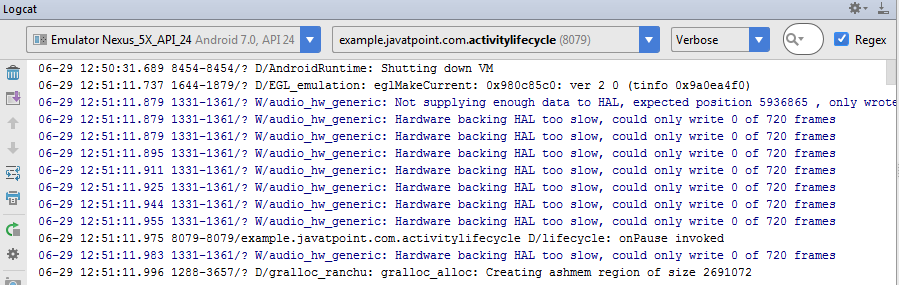 Logcat
Emulator Nexus_5X_API_24 Android 7.0, API 24
example.javatpoint.com.activitylifecycle (8079)
Verbose
Regex
06-29 12:50:31.689 8454-8454/? D/AndroidRuntime: Shutting down VM
06-29 12:51:11.737 1644-1879/? D/EGL_emulation: eglMakeCurrent: 0x980c85c0: ver 2 0 (tinfo 0x9a0ea4f0)
06-29 12:51:11.879 1331-1361/? W/audio_hw_generic: Not supplying enough data to HAL, expected position 5936865 , only wrote
06-29 12:51:11.879 1331-1361/? W/audio_hw_generic: Hardware backing HAL too slow, could only write 0 of 720 frames
06-29 12:51:11.879 1331-1361/? W/audio_hw_generic: Hardware backing HAL too slow, could only write 0 of 720 frames
06-29 12:51:11.895 1331-1361/? W/audio_hw_generic: Hardware backing HAL too slow, could only write 0 of 720 frames
06-29 12:51:11.911 1331-1361/? W/audio_hw_generic: Hardware backing HAL too slow, could only write 0 of 720 frames
06-29 12:51:11.925 1331-1361/? W/audio_hw_generic: Hardware backing HAL too slow, could only write 0 of 720 frames
06-29 12:51:11.944 1331-1361/? W/audio_hw_generic: Hardware backing HAL too slow, could only write 0 of 720 frames
06-29 12:51:11.955 1331-1361/? W/audio_hw_generic: Hardware backing HAL too slow, could only write 0 of 720 frames
06-29 12:51:11.975 8079-8079/example.javatpoint.com.activitylifecycle D/lifecycle: onPause invoked
06-29 12:51:11.983 1331-1361/? W/audio_hw_generic: Hardware backing HAL too slow, could only write 0 of 720 frames
06-29 12:51:11.996 1288-3657/? D/gralloc_ranchu: gralloc_alloc: Creating ashmem region of size 2691072